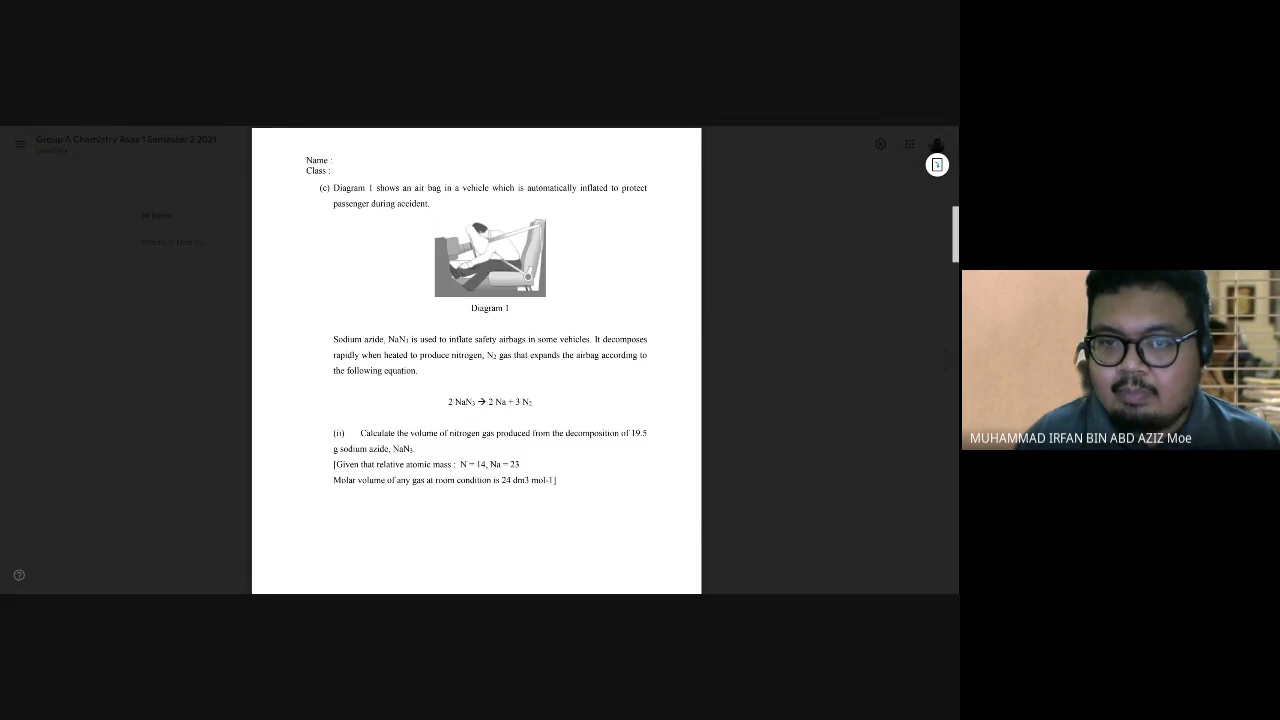 Group A Chemistry Asas 1 Semester 2 2021
Name :
Class :
(c) Diagram 1 shows an air bag in a vehicle which is automatically inflated to protect
passenger during accident.
Diagram 1
Sodium azide, NaN₃ is used to inflate safety airbags in some vehicles. It decomposes
rapidly when heated to produce nitrogen, N₂ gas that expands the airbag according to
the following equation.
2 NaN₃ → 2 Na + 3 N₂
(ii) Calculate the volume of nitrogen gas produced from the decomposition of 19.5
g sodium azide, NaN₃.
[Given that relative atomic mass : N = 14, Na = 23
Molar volume of any gas at room condition is 24 dm3 mol-1]
MUHAMMAD IRFAN BIN ABD AZIZ Moe